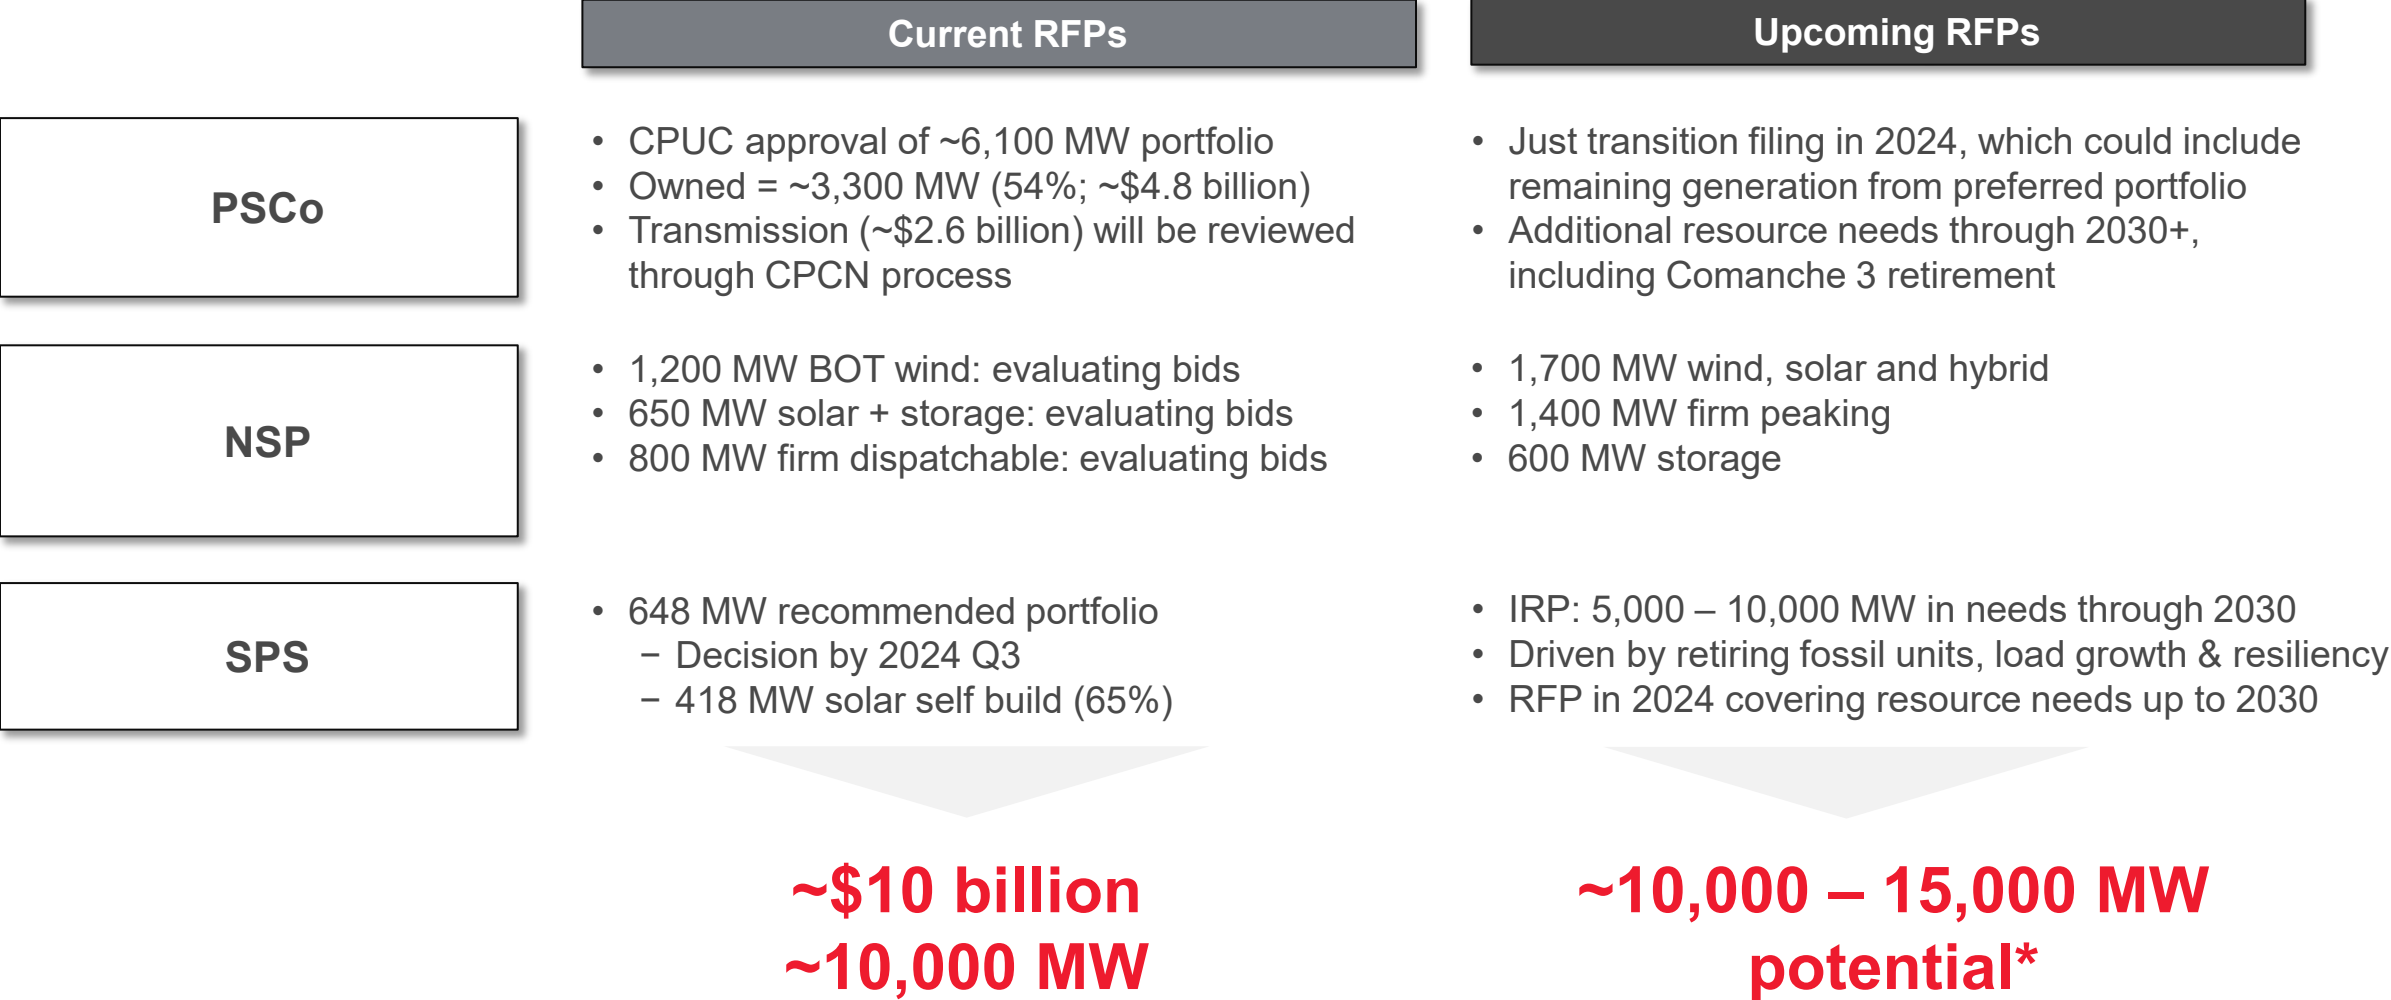 Current RFPs
Upcoming RFPs
PSCo
• CPUC approval of ~6,100 MW portfolio
• Owned = ~3,300 MW (54%; ~$4.8 billion)
• Transmission (~$2.6 billion) will be reviewed
through CPCN process
• Just transition filing in 2024, which could include
remaining generation from preferred portfolio
• Additional resource needs through 2030+,
including Comanche 3 retirement
NSP
• 1,200 MW BOT wind: evaluating bids
• 650 MW solar + storage: evaluating bids
• 800 MW firm dispatchable: evaluating bids
• 1,700 MW wind, solar and hybrid
• 1,400 MW firm peaking
• 600 MW storage
SPS
• 648 MW recommended portfolio
− Decision by 2024 Q3
− 418 MW solar self build (65%)
• IRP: 5,000 – 10,000 MW in needs through 2030
• Driven by retiring fossil units, load growth & resiliency
• RFP in 2024 covering resource needs up to 2030
~$10 billion
~10,000 MW
~10,000 – 15,000 MW
potential*